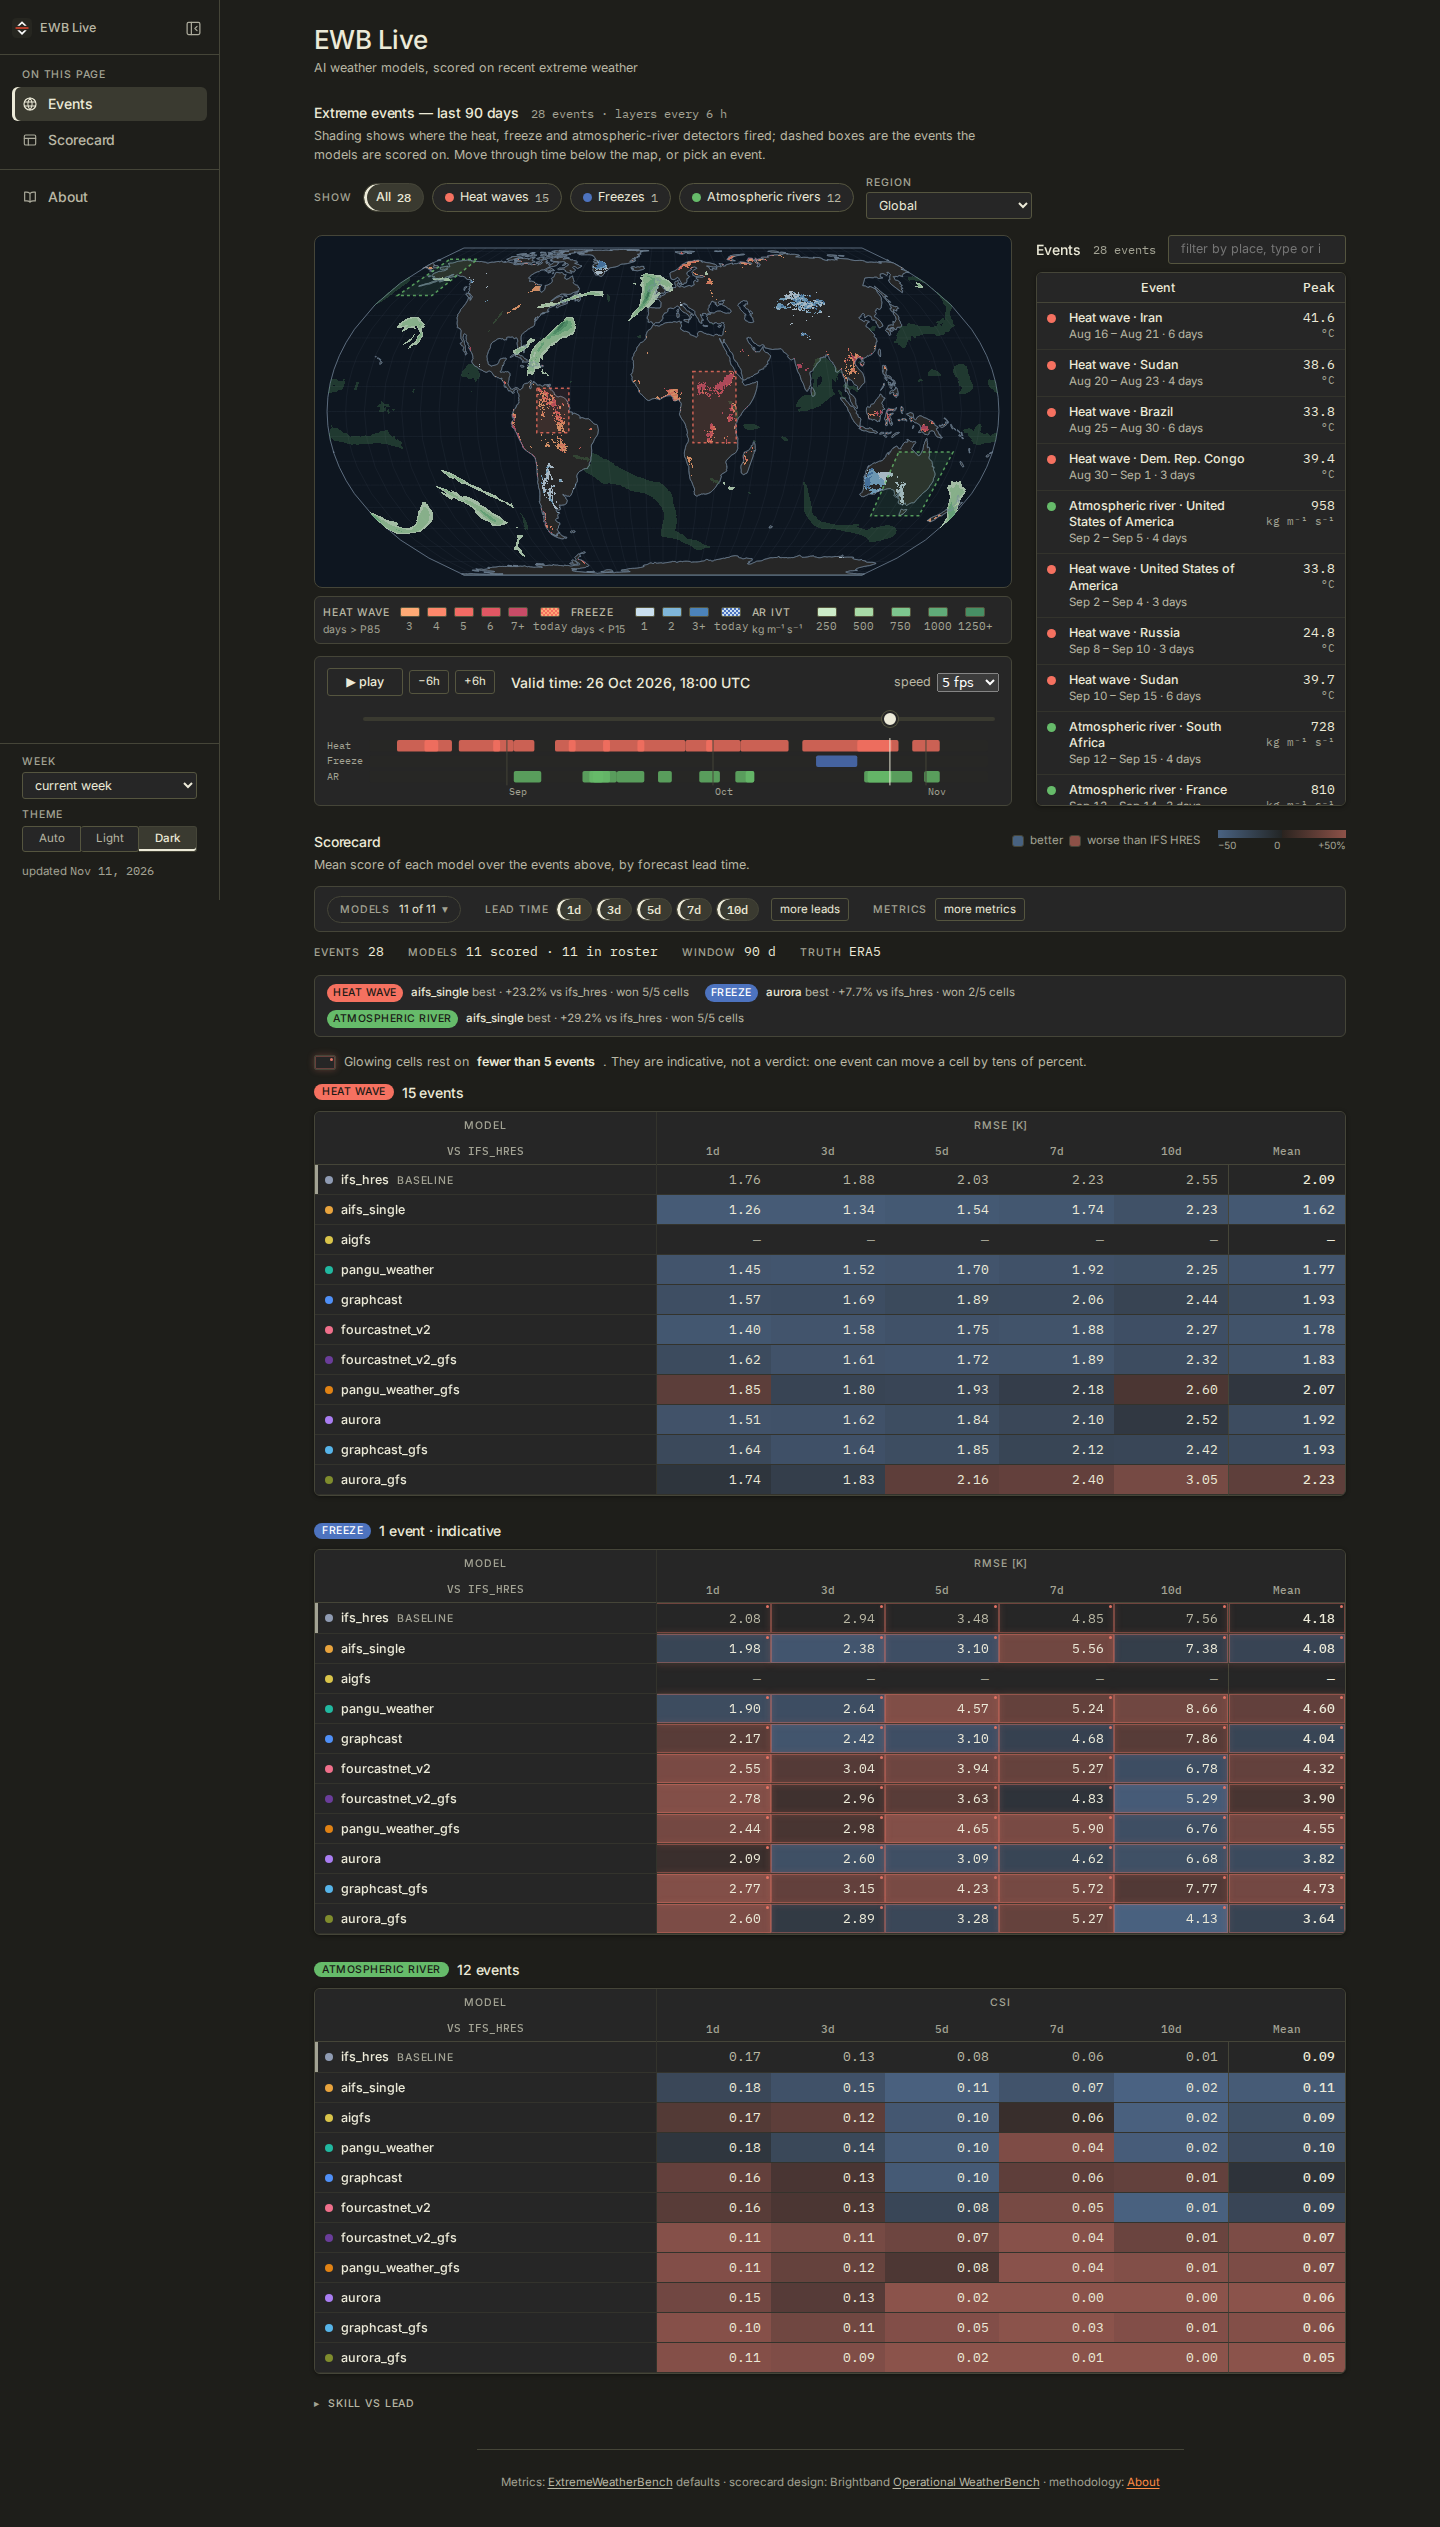 EWB Live
ON THIS PAGE
Events
Scorecard
About
WEEK
current week
THEME
Auto Light Dark
updated Nov 11, 2026
EWB Live
AI weather models, scored on recent extreme weather
Extreme events — last 90 days 28 events · layers every 6 h
Shading shows where the heat, freeze and atmospheric-river detectors fired; dashed boxes are the events the
models are scored on. Move through time below the map, or pick an event.
SHOW All 28 Heat waves 15 Freezes 1 Atmospheric rivers 12
REGION
Global
HEAT WAVE
days > P85
3 4 5 6 7+ today
FREEZE
days < P15
1 2 3+ today
AR IVT
kg m⁻¹ s⁻¹
250 500 750 1000 1250+
▶ play −6h +6h Valid time: 26 Oct 2026, 18:00 UTC speed 5 fps
Heat
Freeze
AR
Sep Oct Nov
Events 28 events filter by place, type or i
Event Peak
Heat wave · Iran 41.6
Aug 16 – Aug 21 · 6 days °C
Heat wave · Sudan 38.6
Aug 20 – Aug 23 · 4 days °C
Heat wave · Brazil 33.8
Aug 25 – Aug 30 · 6 days °C
Heat wave · Dem. Rep. Congo 39.4
Aug 30 – Sep 1 · 3 days °C
Atmospheric river · United 958
States of America kg m⁻¹ s⁻¹
Sep 2 – Sep 5 · 4 days
Heat wave · United States of 33.8
America °C
Sep 2 – Sep 4 · 3 days
Heat wave · Russia 24.8
Sep 8 – Sep 10 · 3 days °C
Heat wave · Sudan 39.7
Sep 10 – Sep 15 · 6 days °C
Atmospheric river · South 728
Africa kg m⁻¹ s⁻¹
Sep 12 – Sep 15 · 4 days
Atmospheric river · France 810
Scorecard
Mean score of each model over the events above, by forecast lead time.
better worse than IFS HRES −50 0 +50%
MODELS 11 of 11 ▾ LEAD TIME 1d 3d 5d 7d 10d more leads METRICS more metrics
EVENTS 28 MODELS 11 scored · 11 in roster WINDOW 90 d TRUTH ERA5
HEAT WAVE aifs_single best · +23.2% vs ifs_hres · won 5/5 cells FREEZE aurora best · +7.7% vs ifs_hres · won 2/5 cells
ATMOSPHERIC RIVER aifs_single best · +29.2% vs ifs_hres · won 5/5 cells
Glowing cells rest on fewer than 5 events . They are indicative, not a verdict: one event can move a cell by tens of percent.
HEAT WAVE 15 events
MODEL RMSE [K]
VS IFS_HRES 1d 3d 5d 7d 10d Mean
ifs_hres BASELINE 1.76 1.88 2.03 2.23 2.55 2.09
aifs_single 1.26 1.34 1.54 1.74 2.23 1.62
aigfs — — — — — —
pangu_weather 1.45 1.52 1.70 1.92 2.25 1.77
graphcast 1.57 1.69 1.89 2.06 2.44 1.93
fourcastnet_v2 1.40 1.58 1.75 1.88 2.27 1.78
fourcastnet_v2_gfs 1.62 1.61 1.72 1.89 2.32 1.83
pangu_weather_gfs 1.85 1.80 1.93 2.18 2.60 2.07
aurora 1.51 1.62 1.84 2.10 2.52 1.92
graphcast_gfs 1.64 1.64 1.85 2.12 2.42 1.93
aurora_gfs 1.74 1.83 2.16 2.40 3.05 2.23
FREEZE 1 event · indicative
MODEL RMSE [K]
VS IFS_HRES 1d 3d 5d 7d 10d Mean
ifs_hres BASELINE 2.08 2.94 3.48 4.85 7.56 4.18
aifs_single 1.98 2.38 3.10 5.56 7.38 4.08
aigfs — — — — — —
pangu_weather 1.90 2.64 4.57 5.24 8.66 4.60
graphcast 2.17 2.42 3.10 4.68 7.86 4.04
fourcastnet_v2 2.55 3.04 3.94 5.27 6.78 4.32
fourcastnet_v2_gfs 2.78 2.96 3.63 4.83 5.29 3.90
pangu_weather_gfs 2.44 2.98 4.65 5.90 6.76 4.55
aurora 2.09 2.60 3.09 4.62 6.68 3.82
graphcast_gfs 2.77 3.15 4.23 5.72 7.77 4.73
aurora_gfs 2.60 2.89 3.28 5.27 4.13 3.64
ATMOSPHERIC RIVER 12 events
MODEL CSI
VS IFS_HRES 1d 3d 5d 7d 10d Mean
ifs_hres BASELINE 0.17 0.13 0.08 0.06 0.01 0.09
aifs_single 0.18 0.15 0.11 0.07 0.02 0.11
aigfs 0.17 0.12 0.10 0.06 0.02 0.09
pangu_weather 0.18 0.14 0.10 0.04 0.02 0.10
graphcast 0.16 0.13 0.10 0.06 0.01 0.09
fourcastnet_v2 0.16 0.13 0.08 0.05 0.01 0.09
fourcastnet_v2_gfs 0.11 0.11 0.07 0.04 0.01 0.07
pangu_weather_gfs 0.11 0.12 0.08 0.04 0.01 0.07
aurora 0.15 0.13 0.02 0.00 0.00 0.06
graphcast_gfs 0.10 0.11 0.05 0.03 0.01 0.06
aurora_gfs 0.11 0.09 0.02 0.01 0.00 0.05
▸ SKILL VS LEAD
Metrics: ExtremeWeatherBench defaults · scorecard design: Brightband Operational WeatherBench · methodology: About